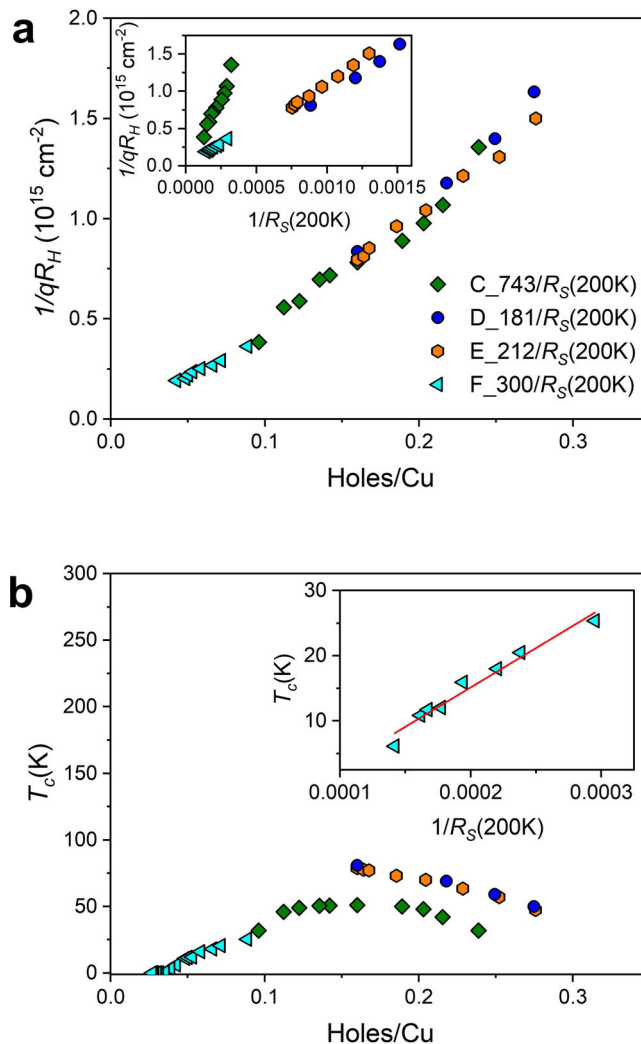 a
2.0
1.5
1.0
0.5
0.0
1/qR_H (10^15 cm^-2)
1.5
1.0
0.5
0.0
1/qR_H (10^15 cm^-2)
0.0000 0.0005 0.0010 0.0015
1/R_S(200K)
C_743/R_S(200K)
D_181/R_S(200K)
E_212/R_S(200K)
F_300/R_S(200K)
0.0 0.1 0.2 0.3
Holes/Cu
b
300
250
200
150
100
50
0
T_c(K)
30
20
10
T_c(K)
0.0001 0.0002 0.0003
1/R_S(200K)
0.0 0.1 0.2 0.3
Holes/Cu